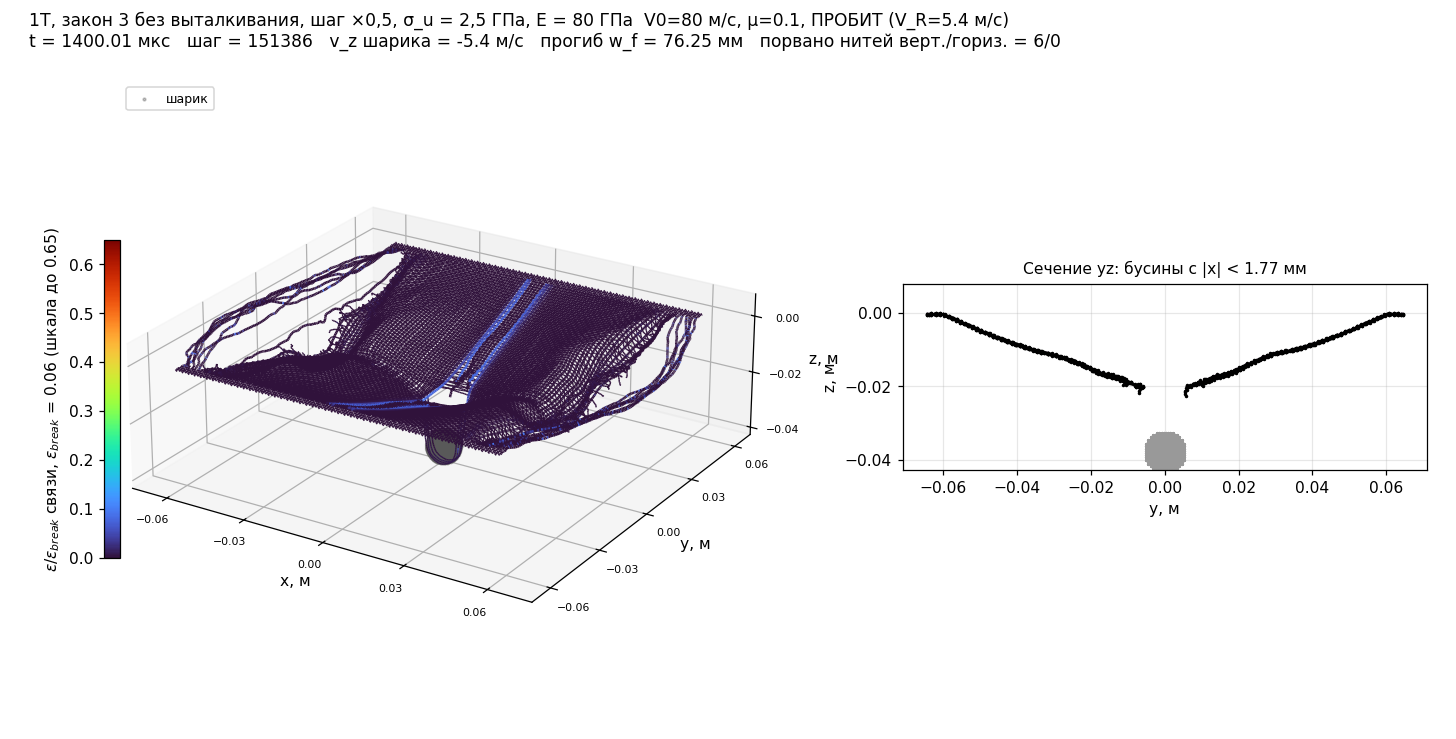 1T, закон 3 без выталкивания, шаг ×0,5, σ_u = 2,5 ГПа, E = 80 ГПа  V0=80 м/с, μ=0.1, ПРОБИТ (V_R=5.4 м/с)
t = 1400.01 мкс   шаг = 151386   v_z шарика = -5.4 м/с   прогиб w_f = 76.25 мм   порвано нитей верт./гориз. = 6/0
шарик
ε/ε_break связи, ε_break = 0.06 (шкала до 0.65)
0.6
0.5
0.4
0.3
0.2
0.1
0.0
−0.06
−0.03
0.00
0.03
0.06
x, м
−0.06
−0.03
0.00
0.03
0.06
y, м
0.00
−0.02
−0.04
z, м
Сечение yz: бусины с |x| < 1.77 мм
z, м
0.00
−0.02
−0.04
−0.06 −0.04 −0.02 0.00 0.02 0.04 0.06
y, м